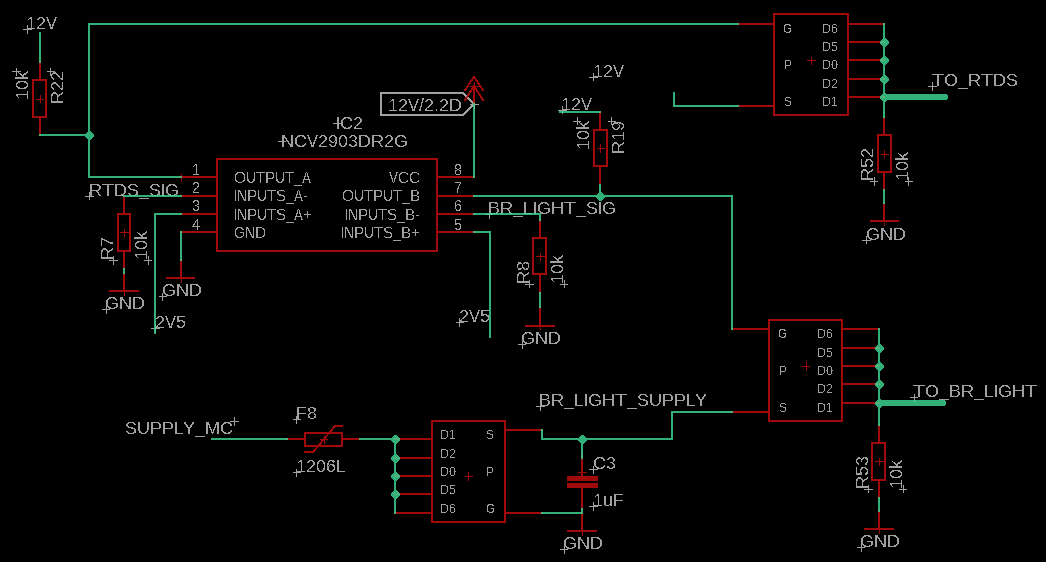 12V
10k
R22
12V/2.2D
IC2
NCV2903DR2G
1
2
3
4
OUTPUT_A
INPUTS_A-
INPUTS_A+
GND
VCC
OUTPUT_B
INPUTS_B-
INPUTS_B+
8
7
6
5
RTDS_SIG
R7
10k
GND
GND
2V5
12V
12V
10k
R19
BR_LIGHT_SIG
R8
10k
2V5
GND
G
P
S
D6
D5
D0
D2
D1
TO_RTDS
R52
10k
GND
G
P
S
D6
D5
D0
D2
D1
TO_BR_LIGHT
R53
10k
GND
SUPPLY_MC
F8
1206L
D1
D2
D0
D5
D6
S
P
G
BR_LIGHT_SUPPLY
C3
1uF
GND